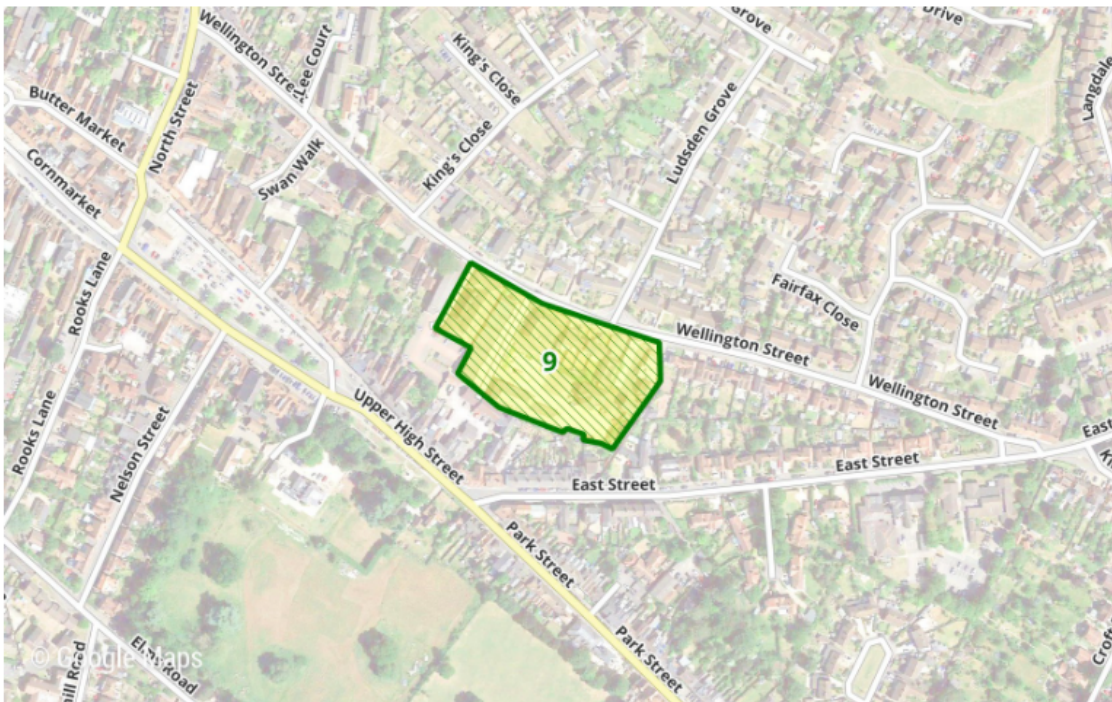 Grove
Drive
Wellington Street
Lee Court
King's Close
Langdale
Butter Market
North Street
Ludsden Grove
Cornmarket
Swan Walk
King's Close
Rooks Lane
Fairfax Close
9
Wellington Street
Upper High Street
Wellington Street
Rooks Lane
Nelson Street
East Street
East
East Street
Park Street
Park Street
© Google Maps
Road